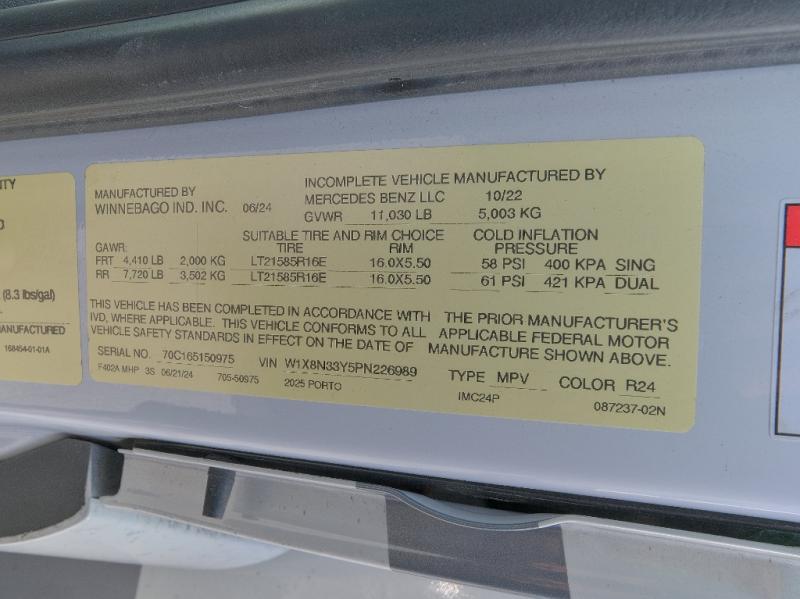 NTY
(8.3 lbs/gal)
MANUFACTURED
168454-01-01A
MANUFACTURED BY
WINNEBAGO IND. INC. 06/24
INCOMPLETE VEHICLE MANUFACTURED BY
MERCEDES BENZ LLC 10/22
GVWR 11,030 LB 5,003 KG
SUITABLE TIRE AND RIM CHOICE COLD INFLATION
GAWR: TIRE RIM PRESSURE
FRT 4,410 LB 2,000 KG LT21585R16E 16.0X5.50 58 PSI 400 KPA SING
RR 7,720 LB 3,502 KG LT21585R16E 16.0X5.50 61 PSI 421 KPA DUAL
THIS VEHICLE HAS BEEN COMPLETED IN ACCORDANCE WITH THE PRIOR MANUFACTURER'S
IVD, WHERE APPLICABLE. THIS VEHICLE CONFORMS TO ALL APPLICABLE FEDERAL MOTOR
VEHICLE SAFETY STANDARDS IN EFFECT ON THE DATE OF MANUFACTURE SHOWN ABOVE.
SERIAL NO. 70C165150975 VIN W1X8N33Y5PN226989 TYPE MPV COLOR R24
F402A MHP 3S 06/21/24 705-50975 2025 PORTO IMC24P 087237-02N